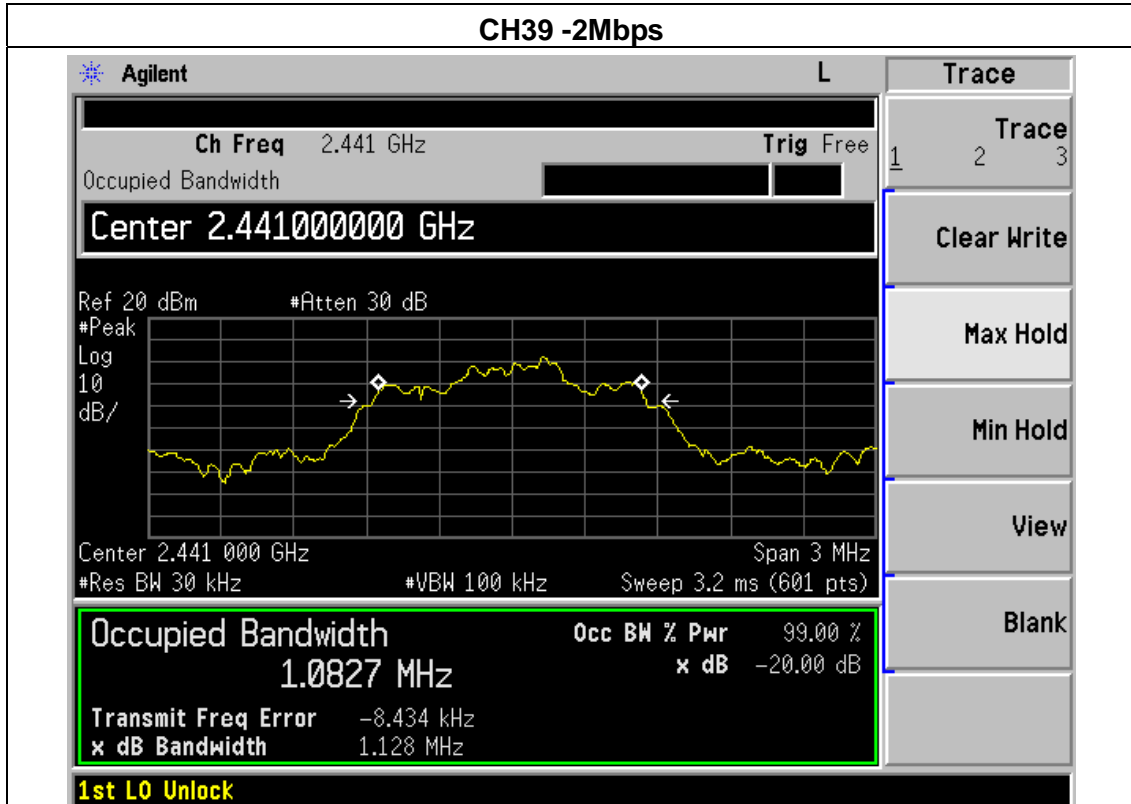 CH39 -2Mbps
Agilent L Trace
Ch Freq 2.441 GHz Trig Free
Occupied Bandwidth
Trace
1 2 3
Center 2.441000000 GHz
Clear Write
Ref 20 dBm #Atten 30 dB
#Peak
Log
10
dB/
Max Hold
Min Hold
View
Center 2.441 000 GHz Span 3 MHz
#Res BW 30 kHz #VBW 100 kHz Sweep 3.2 ms (601 pts)
Blank
Occupied Bandwidth Occ BW % Pwr 99.00 %
1.0827 MHz x dB -20.00 dB
Transmit Freq Error -8.434 kHz
x dB Bandwidth 1.128 MHz
1st LO Unlock